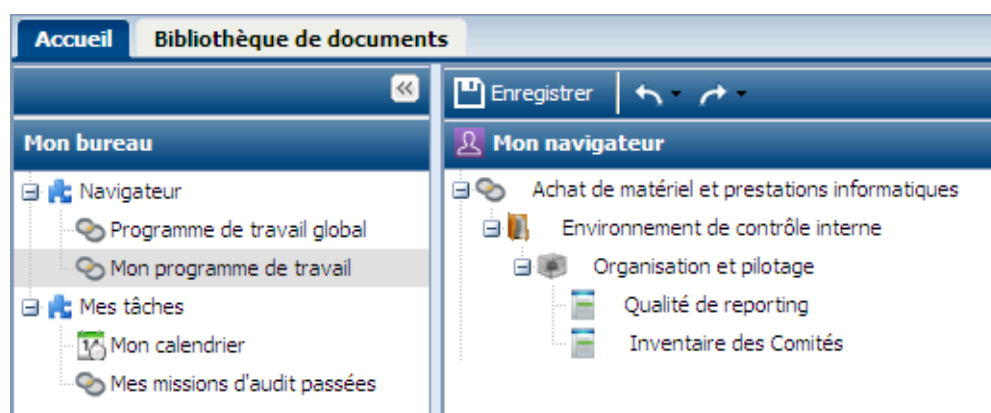 Accueil
Bibliothèque de documents
Enregistrer
Mon bureau
Navigateur
Programme de travail global
Mon programme de travail
Mes tâches
Mon calendrier
Mes missions d'audit passées
Mon navigateur
Achat de matériel et prestations informatiques
Environnement de contrôle interne
Organisation et pilotage
Qualité de reporting
Inventaire des Comités